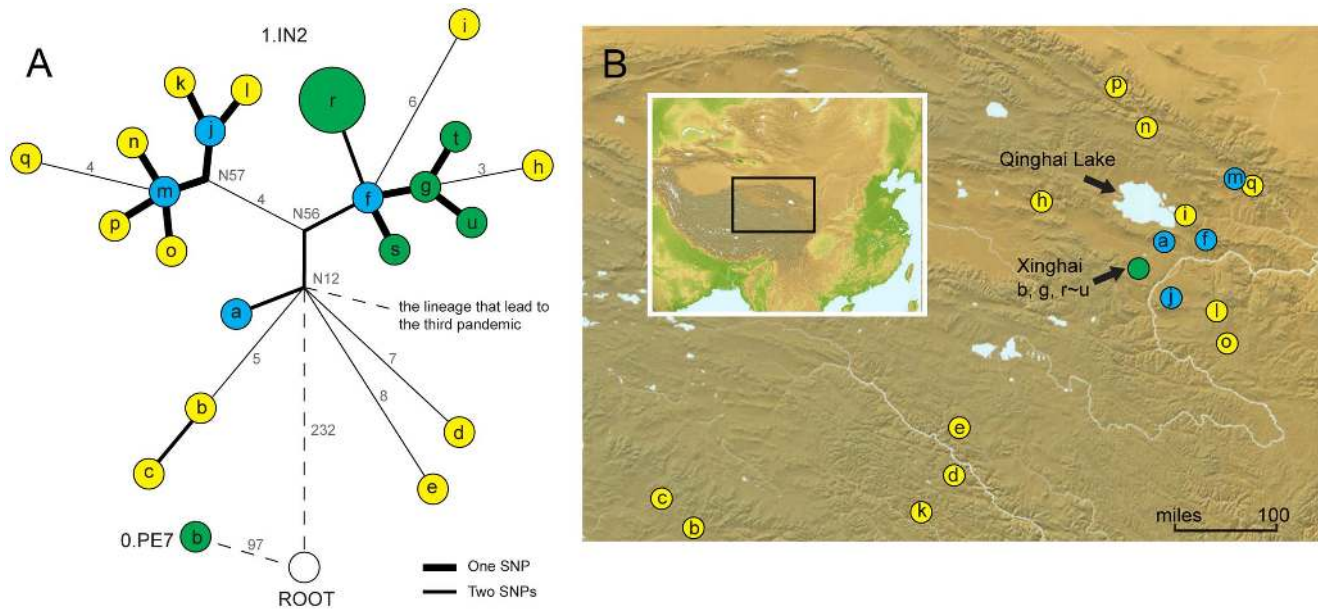 A
1.IN2
i
k
l
r
6
j
n
t
q
4
N57
3
h
m
g
4
N56
f
p
u
o
s
N12
a
the lineage that lead to
the third pandemic
5
7
8
b
232
d
c
e
0.PE7
b
97
ROOT
One SNP
Two SNPs
B
p
n
Qinghai Lake
m
q
h
i
a
f
Xinghai
b, g, r~u
j
l
o
e
d
c
k
b
miles
100